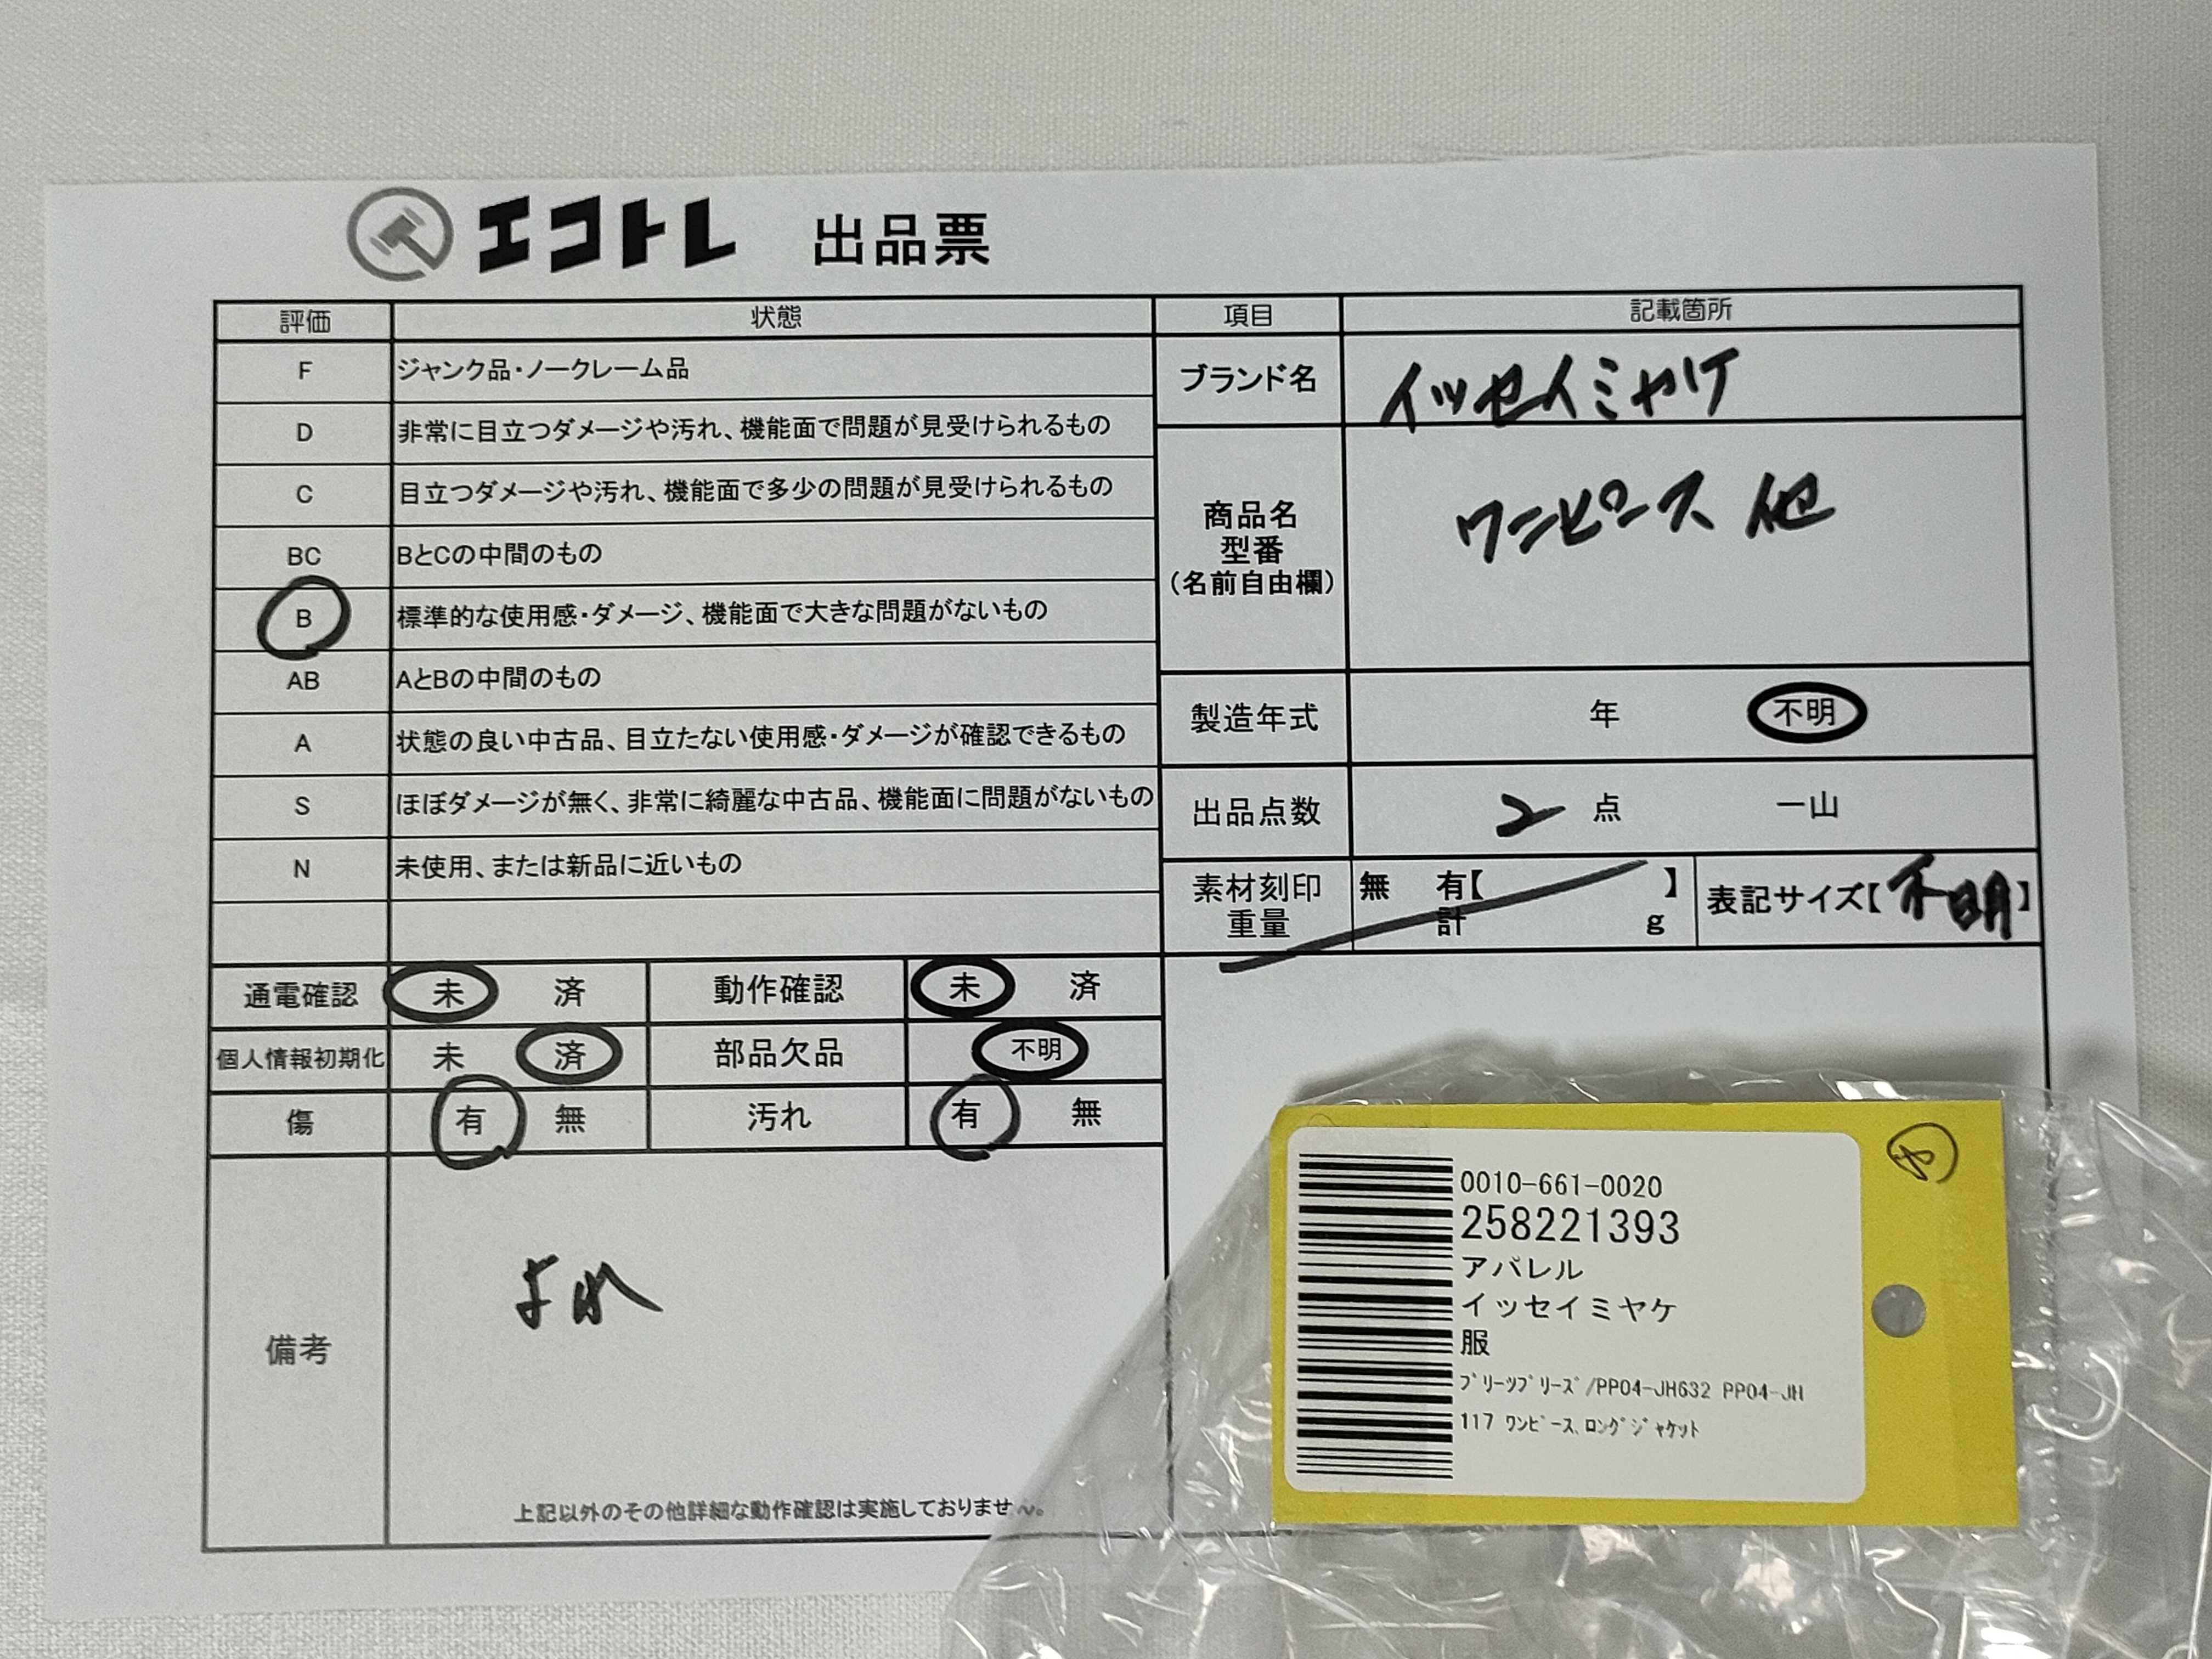 エコトレ 出品票
評価 状態 項目 記載箇所
F ジャンク品・ノークレーム品
D 非常に目立つダメージや汚れ、機能面で問題が見受けられるもの
C 目立つダメージや汚れ、機能面で多少の問題が見受けられるもの
BC BとCの中間のもの
B 標準的な使用感・ダメージ、機能面で大きな問題がないもの
AB AとBの中間のもの
A 状態の良い中古品、目立たない使用感・ダメージが確認できるもの
S ほぼダメージが無く、非常に綺麗な中古品、機能面に問題がないもの
N 未使用、または新品に近いもの
ブランド名 イッセイミヤケ
商品名
型番
(名前自由欄)
ワンピース 他
製造年式 年 不明
出品点数 2 点 一山
素材刻印 無 有【 】
重量 計 g
表記サイズ【不明】
通電確認 未 済 動作確認 未 済
個人情報初期化 未 済 部品欠品 不明
傷 有 無 汚れ 有 無
備考
よれ
上記以外のその他詳細な動作確認は実施しておりません。
0010-661-0020
258221393
アパレル
イッセイミヤケ
服
プリーツプリーズ/PP04-JH632 PP04-JH
117 ワンピース、ロングジャケット